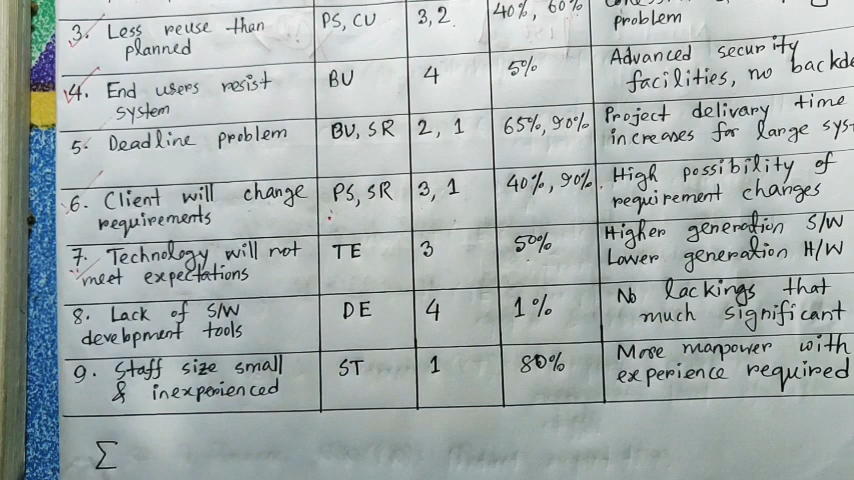 3. Less reuse than planned PS, CU 3, 2 40%, 60% problem
4. End users resist system BU 4 5% Advanced security facilities, no
5. Deadline problem BU, SR 2, 1 65%, 90% Project delivary time increases for large
6. Client will change requirements PS, SR 3, 1 40%, 90%. High possibility of requirement changes
7. Technology will not meet expectations TE 3 50% Higher generation S/W Lower generation H/W
8. Lack of S/W development tools DE 4 1% No lackings that much significant
9. Staff size small & inexperienced ST 1 80% More manpower with experience required
Σ